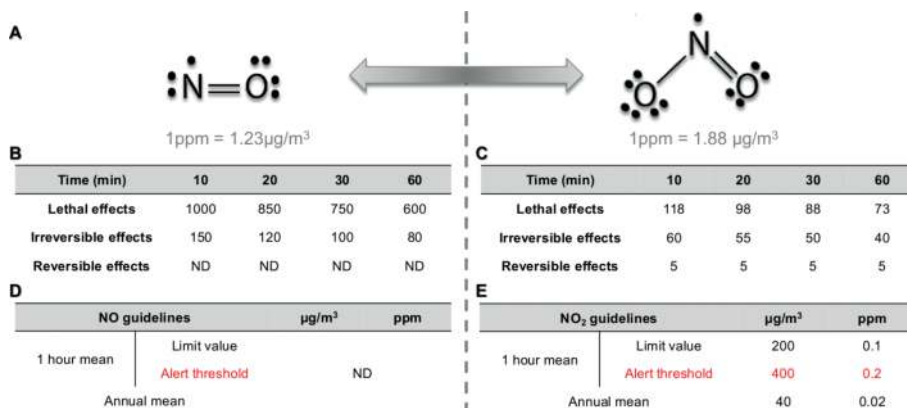 A
N O
N O O
1ppm = 1.23µg/m³
1ppm = 1.88 µg/m³
B
Time (min) 10 20 30 60
Lethal effects 1000 850 750 600
Irreversible effects 150 120 100 80
Reversible effects ND ND ND ND
C
Time (min) 10 20 30 60
Lethal effects 118 98 88 73
Irreversible effects 60 55 50 40
Reversible effects 5 5 5 5
D
NO guidelines µg/m³ ppm
Limit value
1 hour mean
Alert threshold ND
Annual mean
E
NO₂ guidelines µg/m³ ppm
Limit value 200 0.1
1 hour mean
Alert threshold 400 0.2
Annual mean 40 0.02